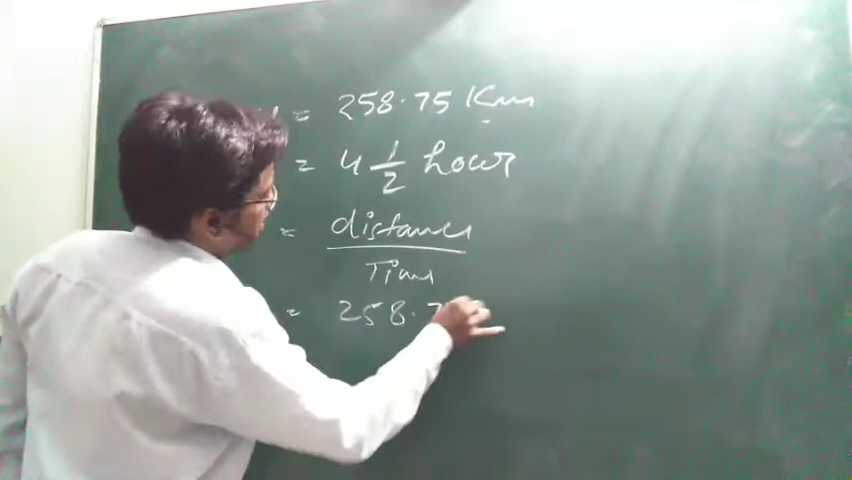 = 258.75 Km
= 4 1/2 hour
= distance
Time
= 258.7